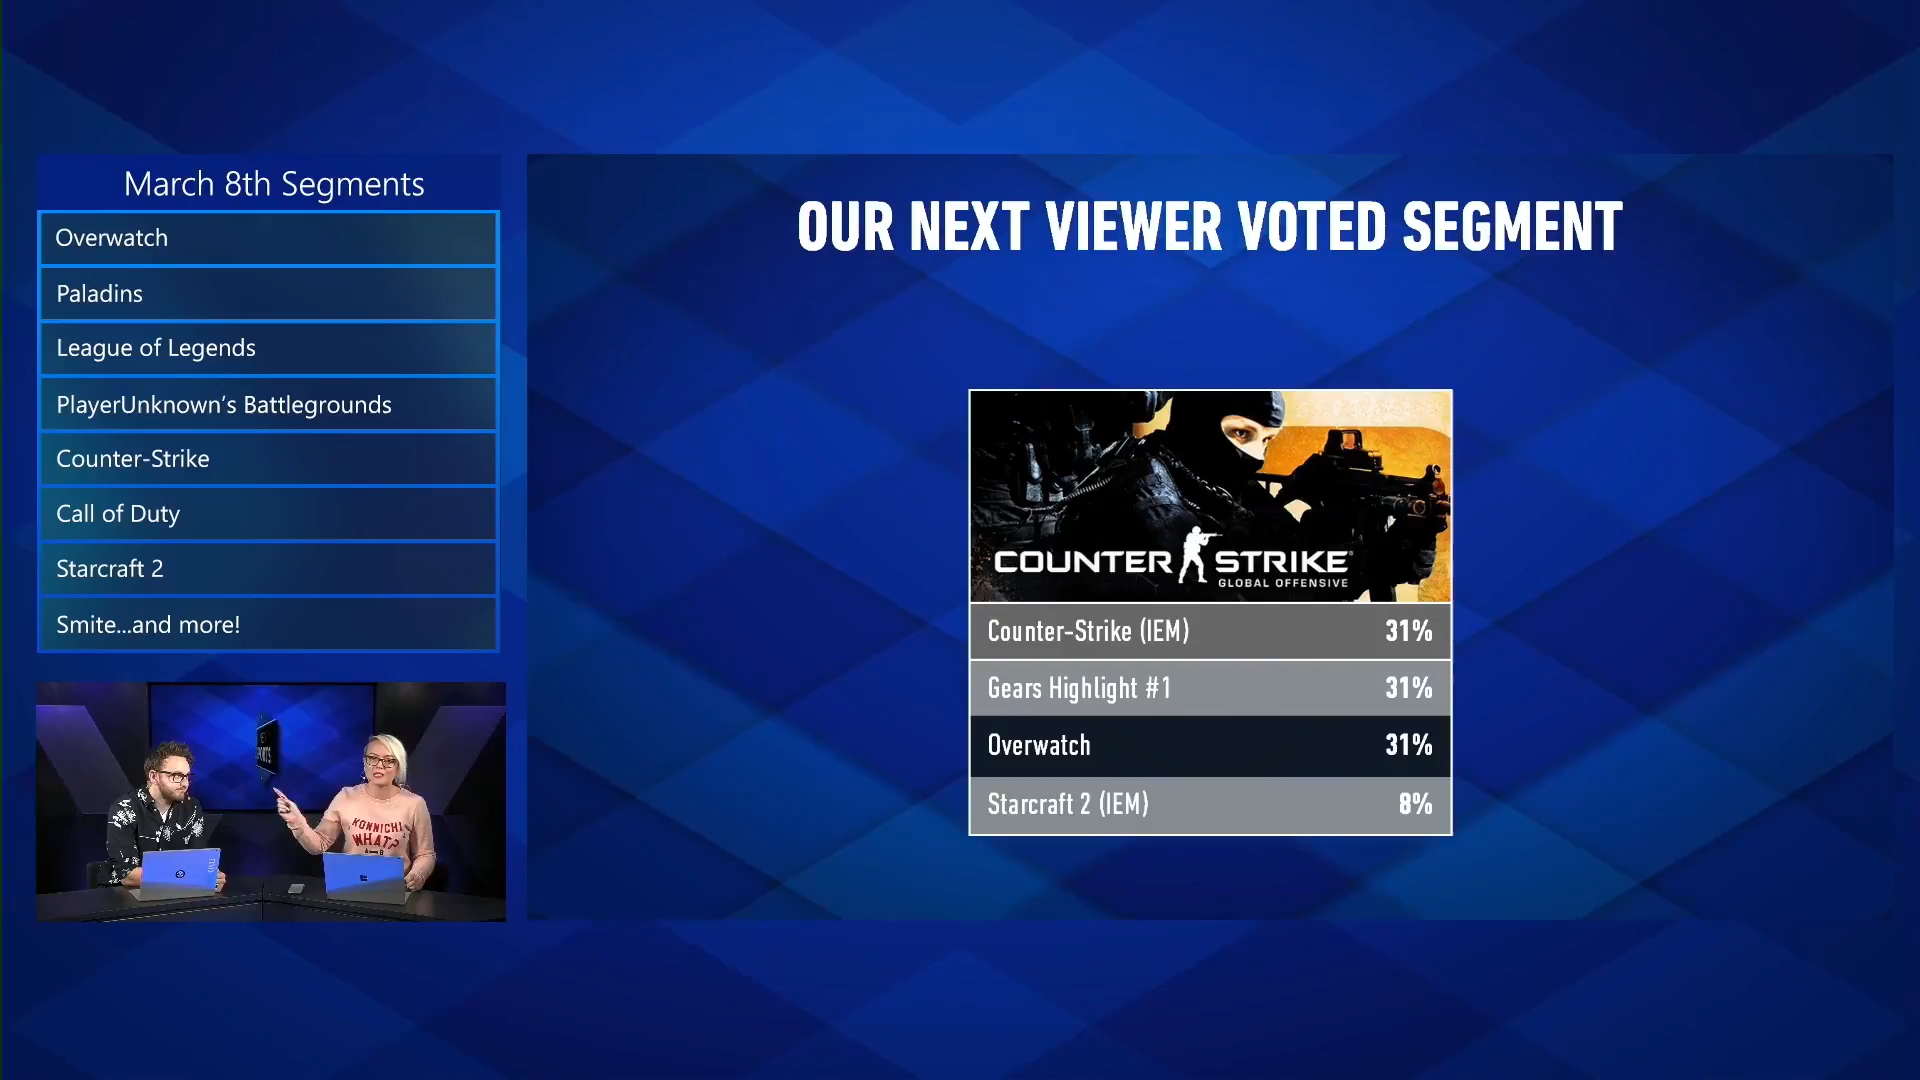 March 8th Segments
Overwatch
Paladins
League of Legends
PlayerUnknown's Battlegrounds
Counter-Strike
Call of Duty
Starcraft 2
Smite...and more!
OUR NEXT VIEWER VOTED SEGMENT
COUNTER STRIKE
GLOBAL OFFENSIVE
Counter-Strike (IEM) 31%
Gears Highlight #1 31%
Overwatch 31%
Starcraft 2 (IEM) 8%
KONNICHI
WHAT?